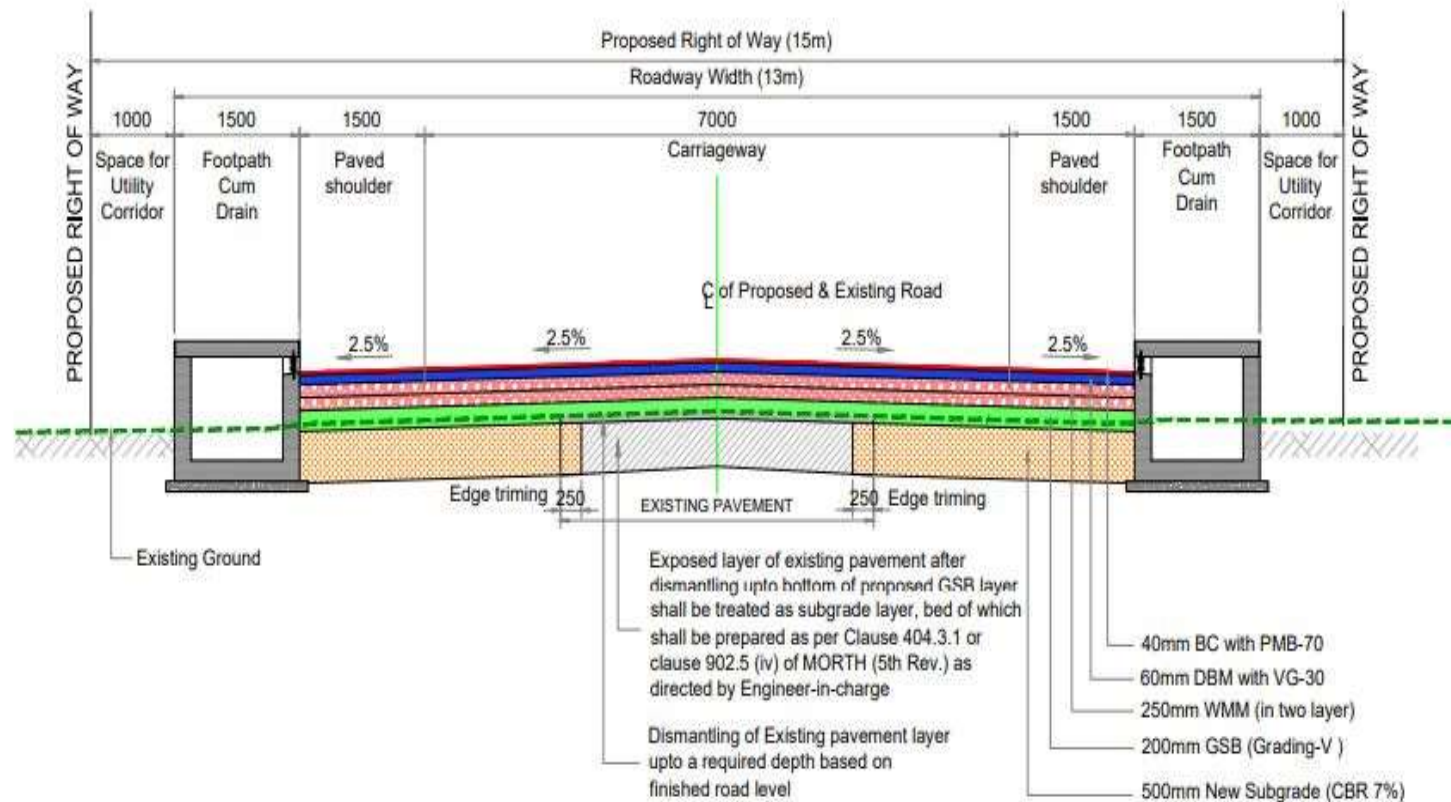 Proposed Right of Way (15m)
Roadway Width (13m)
1000 1500 1500 7000 1500 1500 1000
PROPOSED RIGHT OF WAY
Space for
Utility
Corridor
Footpath
Cum
Drain
Paved
shoulder
Carriageway
Paved
shoulder
Footpath
Cum
Drain
Space for
Utility
Corridor
PROPOSED RIGHT OF WAY
CL of Proposed & Existing Road
2.5% 2.5% 2.5% 2.5%
Edge triming 250 EXISTING PAVEMENT 250 Edge triming
Existing Ground
Exposed layer of existing pavement after
dismantling upto bottom of proposed GSB layer
shall be treated as subgrade layer, bed of which
shall be prepared as per Clause 404.3.1 or
clause 902.5 (iv) of MORTH (5th Rev.) as
directed by Engineer-in-charge
Dismantling of Existing pavement layer
upto a required depth based on
finished road level
40mm BC with PMB-70
60mm DBM with VG-30
250mm WMM (in two layer)
200mm GSB (Grading-V )
500mm New Subgrade (CBR 7%)